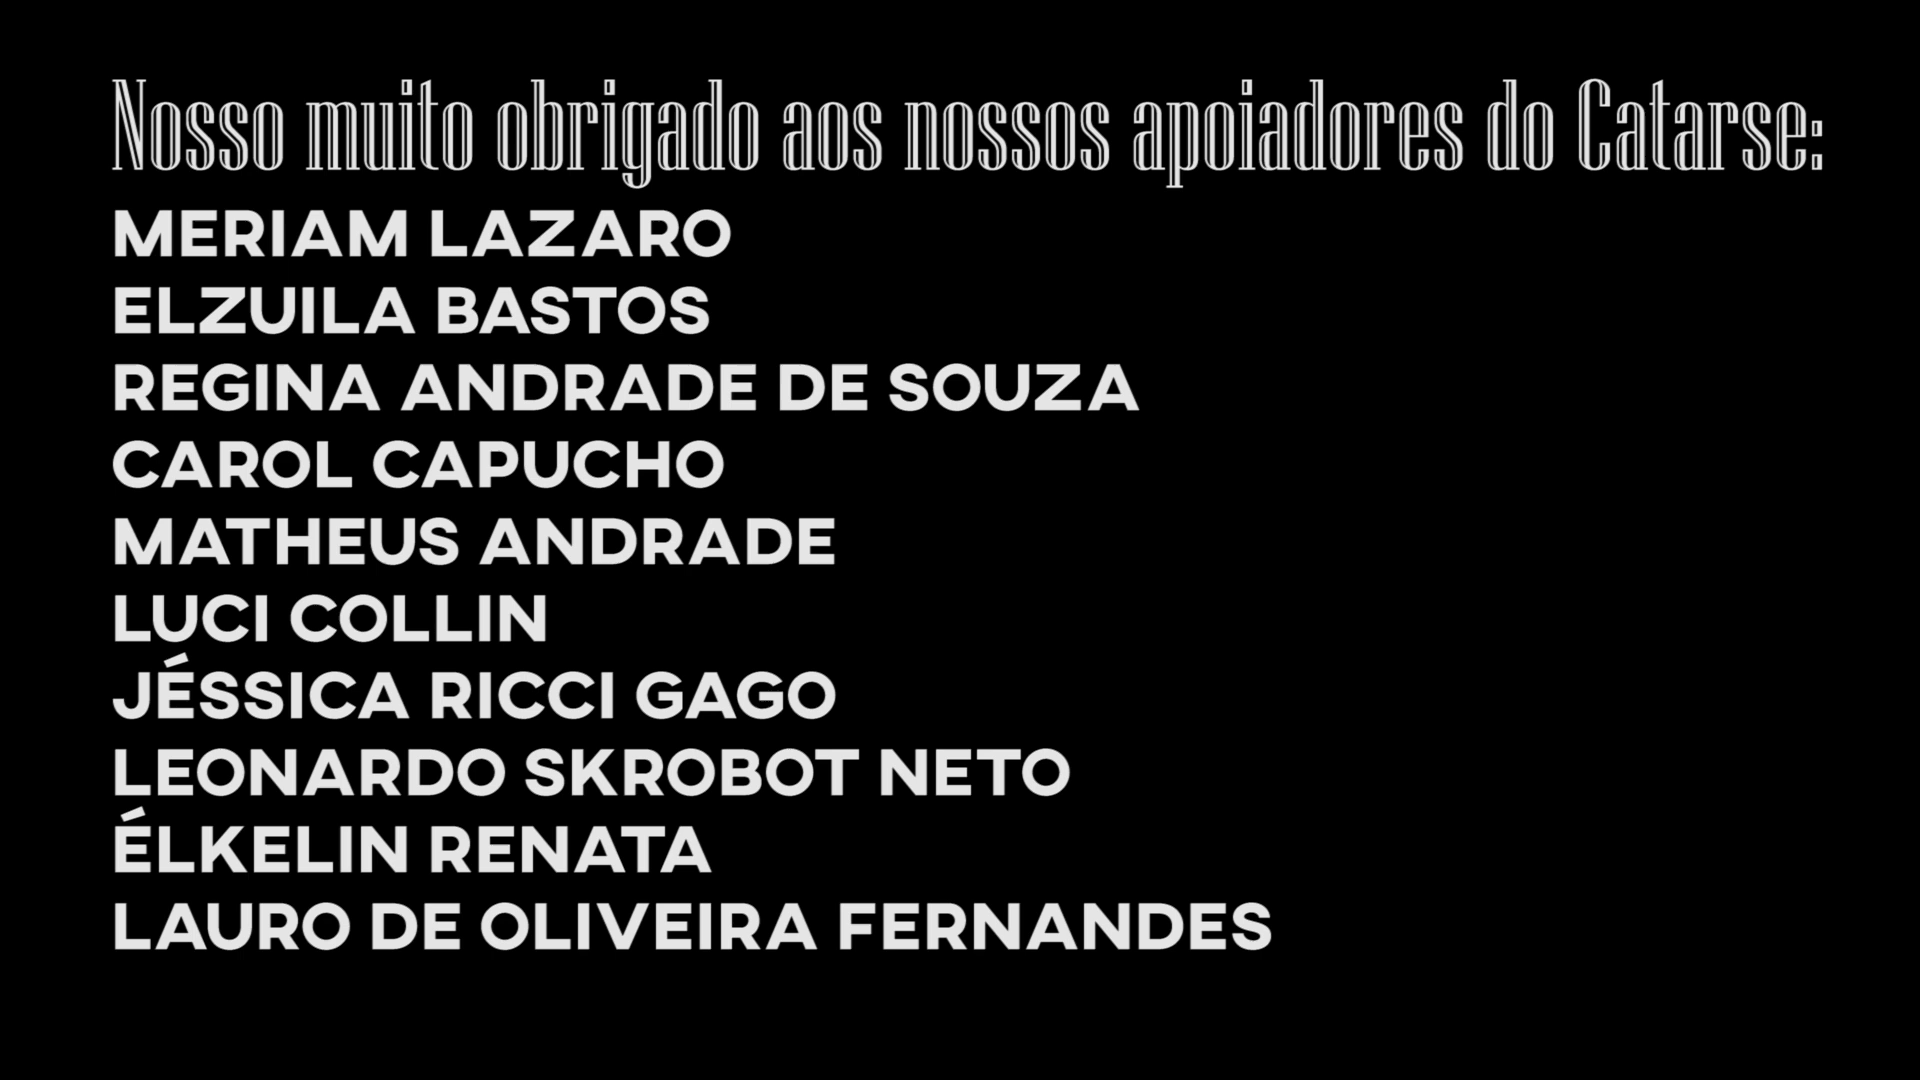 Nosso muito obrigado aos nossos apoiadores do Catarse:
MERIAM LAZARO
ELZUILA BASTOS
REGINA ANDRADE DE SOUZA
CAROL CAPUCHO
MATHEUS ANDRADE
LUCI COLLIN
JÉSSICA RICCI GAGO
LEONARDO SKROBOT NETO
ÉLKELIN RENATA
LAURO DE OLIVEIRA FERNANDES